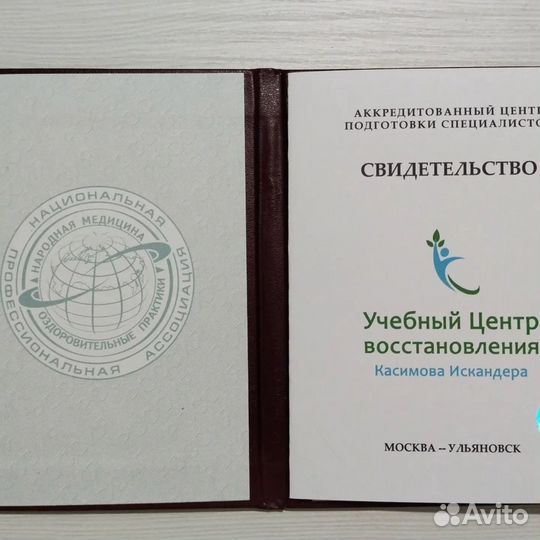 НАЦИОНАЛЬНАЯ
ПРОФЕССИОНАЛЬНАЯ
АССОЦИАЦИЯ
НАРОДНАЯ МЕДИЦИНА
ОЗДОРОВИТЕЛЬНЫЕ ПРАКТИКИ
АККРЕДИТОВАННЫЙ ЦЕНТР
ПОДГОТОВКИ СПЕЦИАЛИСТО
СВИДЕТЕЛЬСТВО
Учебный Центр
восстановления
Касимова Искандера
МОСКВА – УЛЬЯНОВСК
Avito